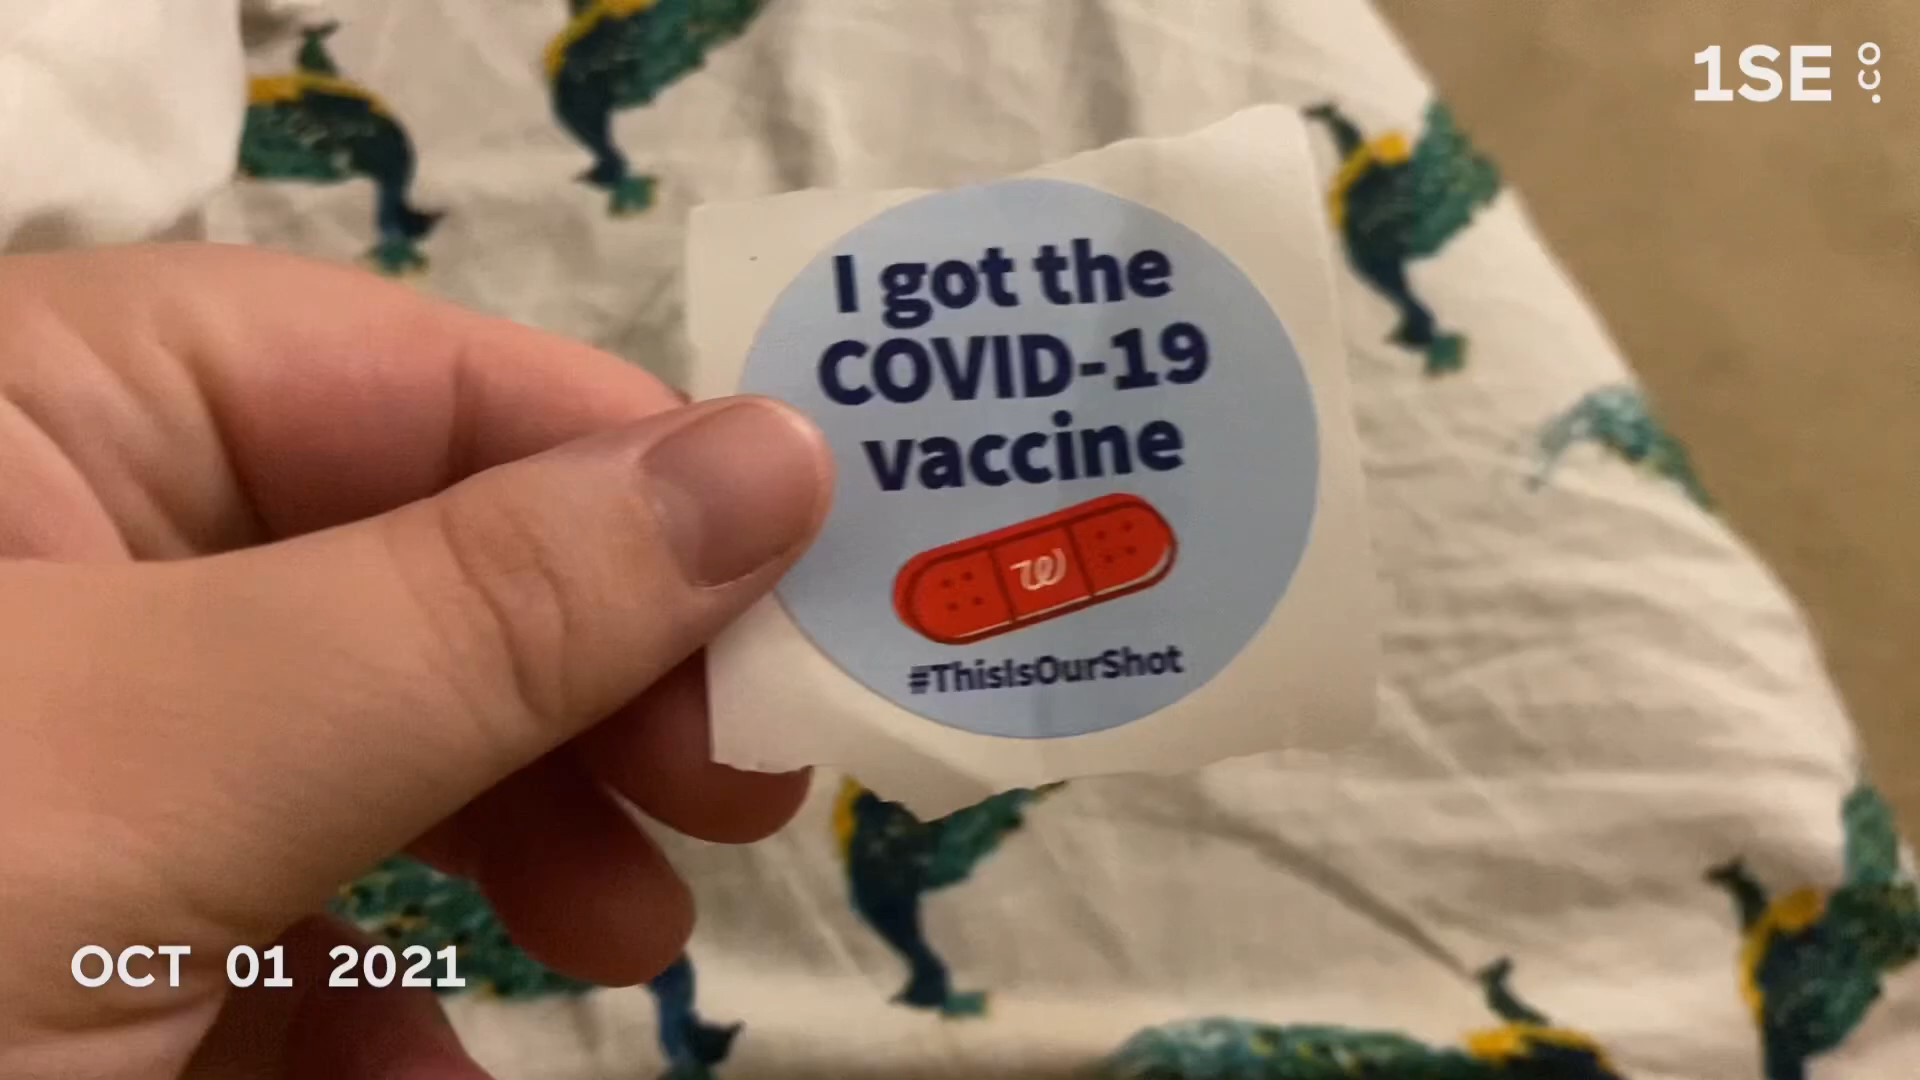 1SE .co
I got the
COVID-19
vaccine
w
#ThisIsOurShot
OCT 01 2021